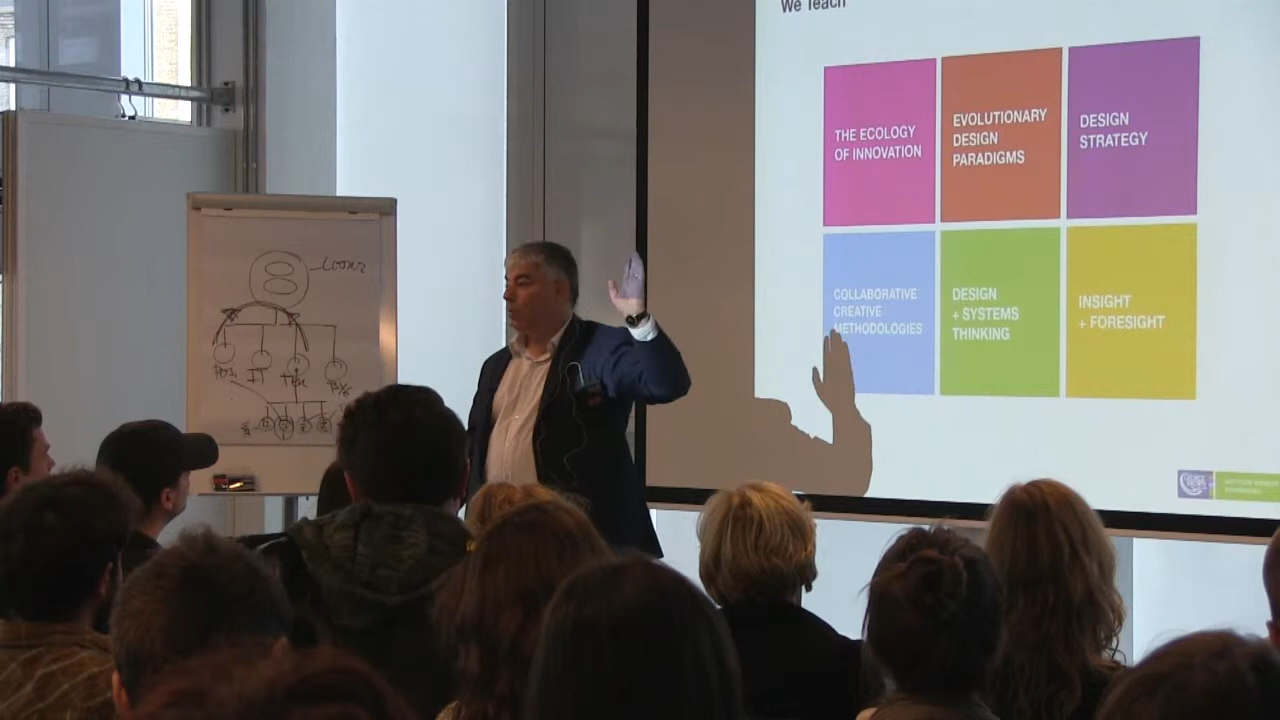 We Teach
THE ECOLOGY
OF INNOVATION
EVOLUTIONARY
DESIGN
PARADIGMS
DESIGN
STRATEGY
COLLABORATIVE
CREATIVE
METHODOLOGIES
DESIGN
+ SYSTEMS
THINKING
INSIGHT
+ FORESIGHT
IT